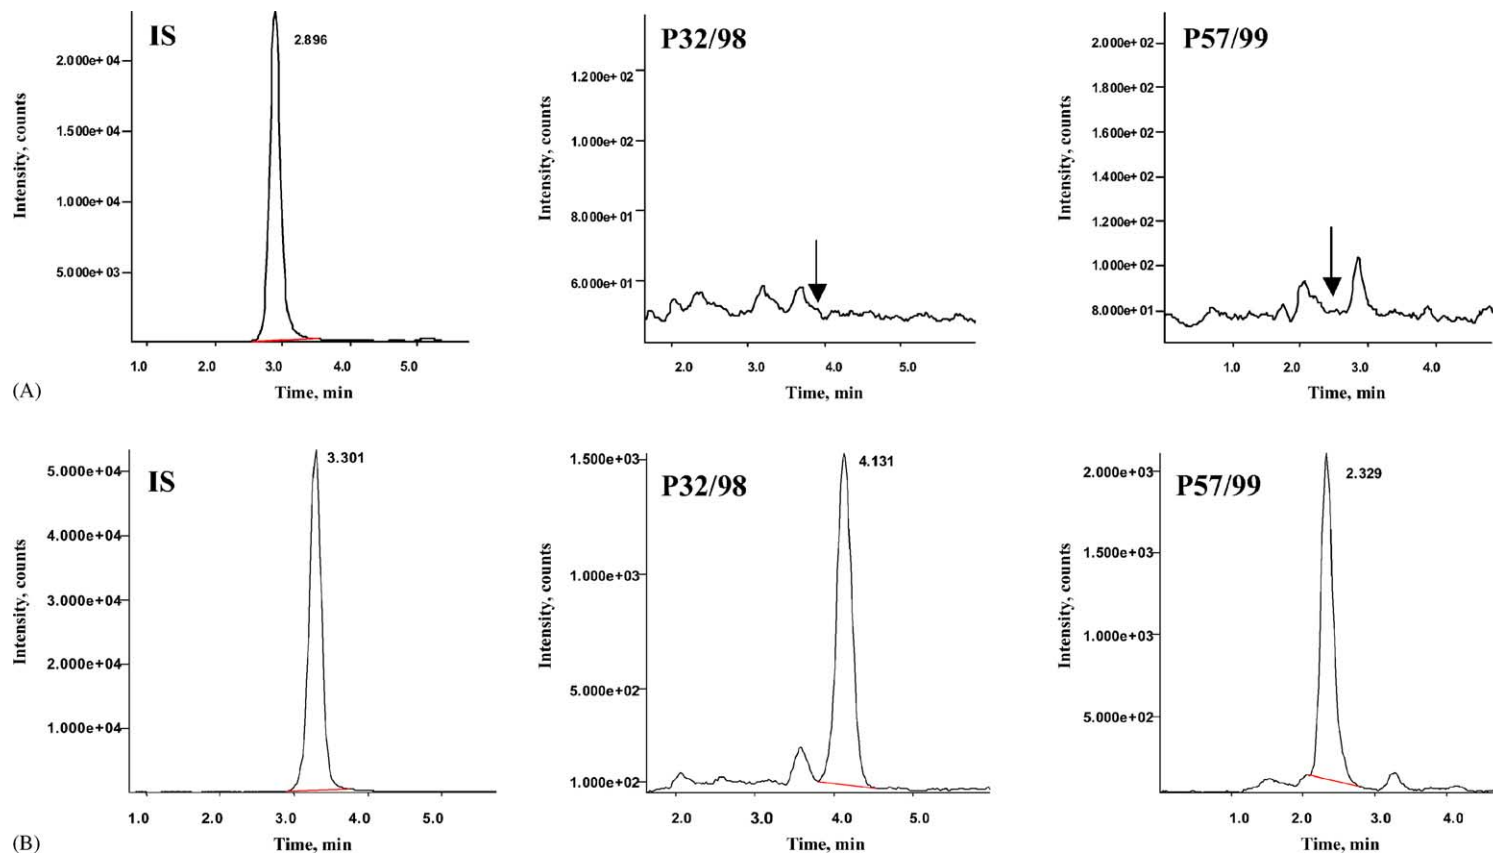 IS
2.896
2.000e+ 04
1.500e+ 04
1.000e+ 04
5.000e+ 03
Intensity, counts
1.0 2.0 3.0 4.0 5.0
Time, min
P32/98
1.200e+ 02
1.000e+ 02
8.000e+ 01
6.000e+ 01
Intensity, counts
2.0 3.0 4.0 5.0
Time, min
P57/99
2.000e+ 02
1.800e+ 02
1.600e+ 02
1.400e+ 02
1.200e+ 02
1.000e+ 02
8.000e+ 01
Intensity, counts
1.0 2.0 3.0 4.0
Time, min
(A)
IS
3.301
5.000e+ 04
4.000e+ 04
3.000e+ 04
2.000e+ 04
1.000e+ 04
Intensity, counts
1.0 2.0 3.0 4.0 5.0
Time, min
P32/98
4.131
1.500e+03
1.000e+03
5.000e+02
1.000e+02
Intensity, counts
2.0 3.0 4.0 5.0
Time, min
P57/99
2.329
2.000e+03
1.500e+03
1.000e+03
5.000e+02
Intensity, counts
1.0 2.0 3.0 4.0
Time, min
(B)